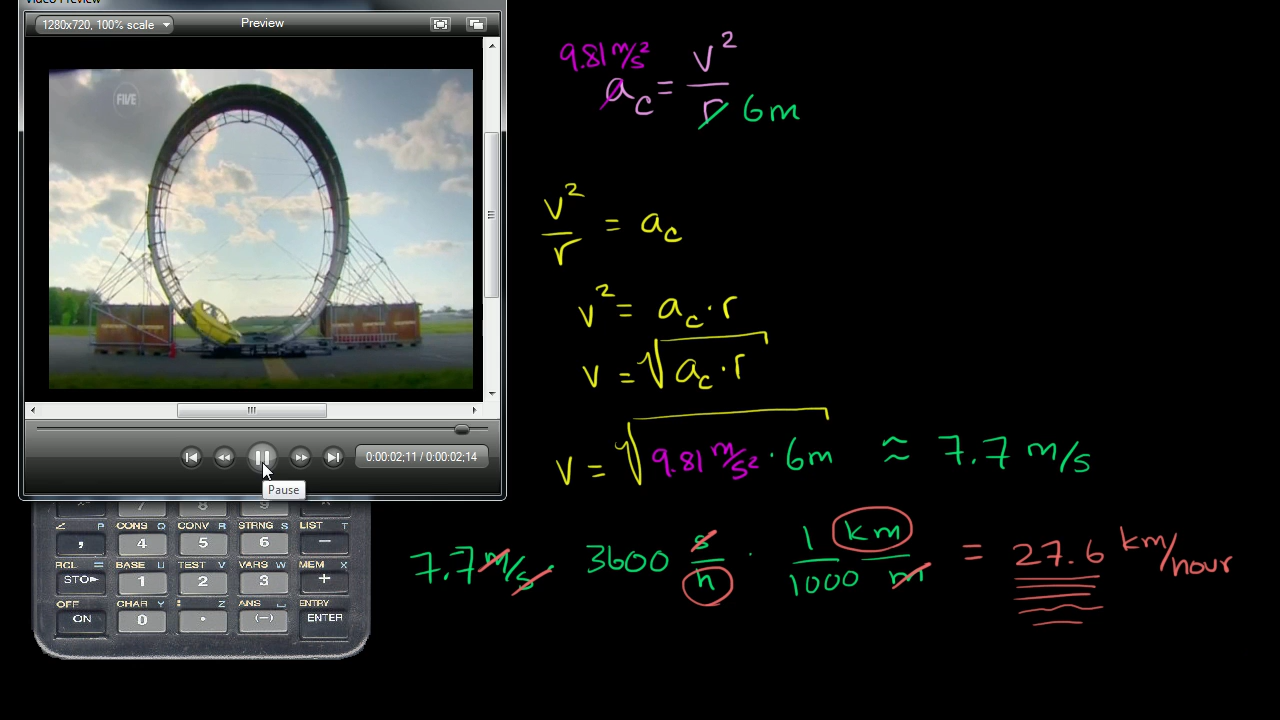 Video Preview
1280x720, 100% scale
Preview
FIVE
0:00:02;11 / 0:00:02;14
Pause
9.81 m/s²
a_c = v²/r 6m
v²/r = a_c
v² = a_c · r
v = √(a_c · r)
v = √(9.81 m/s² · 6m) ≈ 7.7 m/s
7.7 m/s · 3600 s/h · 1 km/1000 m = 27.6 km/hour
7 8 9
Z P CONS Q CONV R STRNG S LIST T
, 4 5 6 −
RCL = BASE U TEST V VARS W MEM X
STO▸ 1 2 3 +
OFF CHAR Y : Z ANS ␣ ENTRY
ON 0 . (−) ENTER